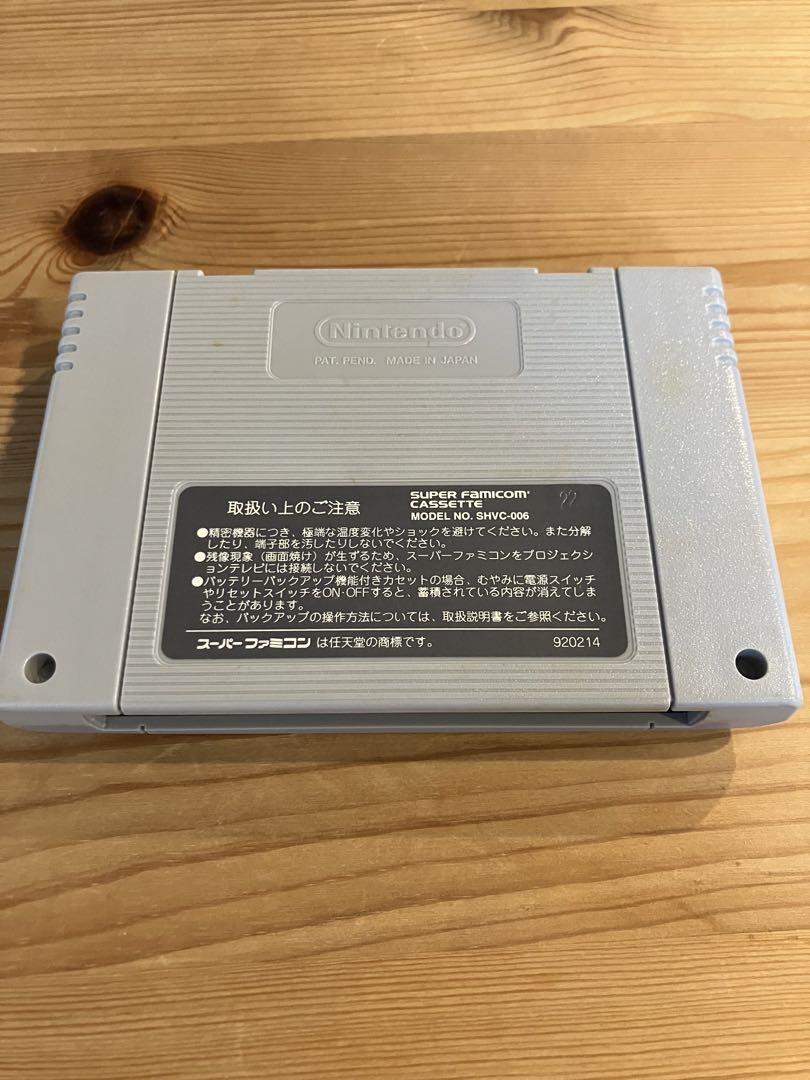 Nintendo
PAT. PEND. MADE IN JAPAN
取扱い上のご注意
SUPER FAMICOM
CASSETTE
MODEL NO. SHVC-006
●精密機器につき、極端な温度変化やショックを避けてください。また分解
したり、端子部を汚したりしないでください。
●残像現象(画面焼け)が生ずるため、スーパーファミコンをプロジェクシ
ョンテレビには接続しないでください。
●バッテリーバックアップ機能付きカセットの場合、むやみに電源スイッチ
やリセットスイッチをON·OFFすると、蓄積されている内容が消えてしま
うことがあります。
なお、バックアップの操作方法については、取扱説明書をご参照ください。
スーパーファミコンは任天堂の商標です。
920214